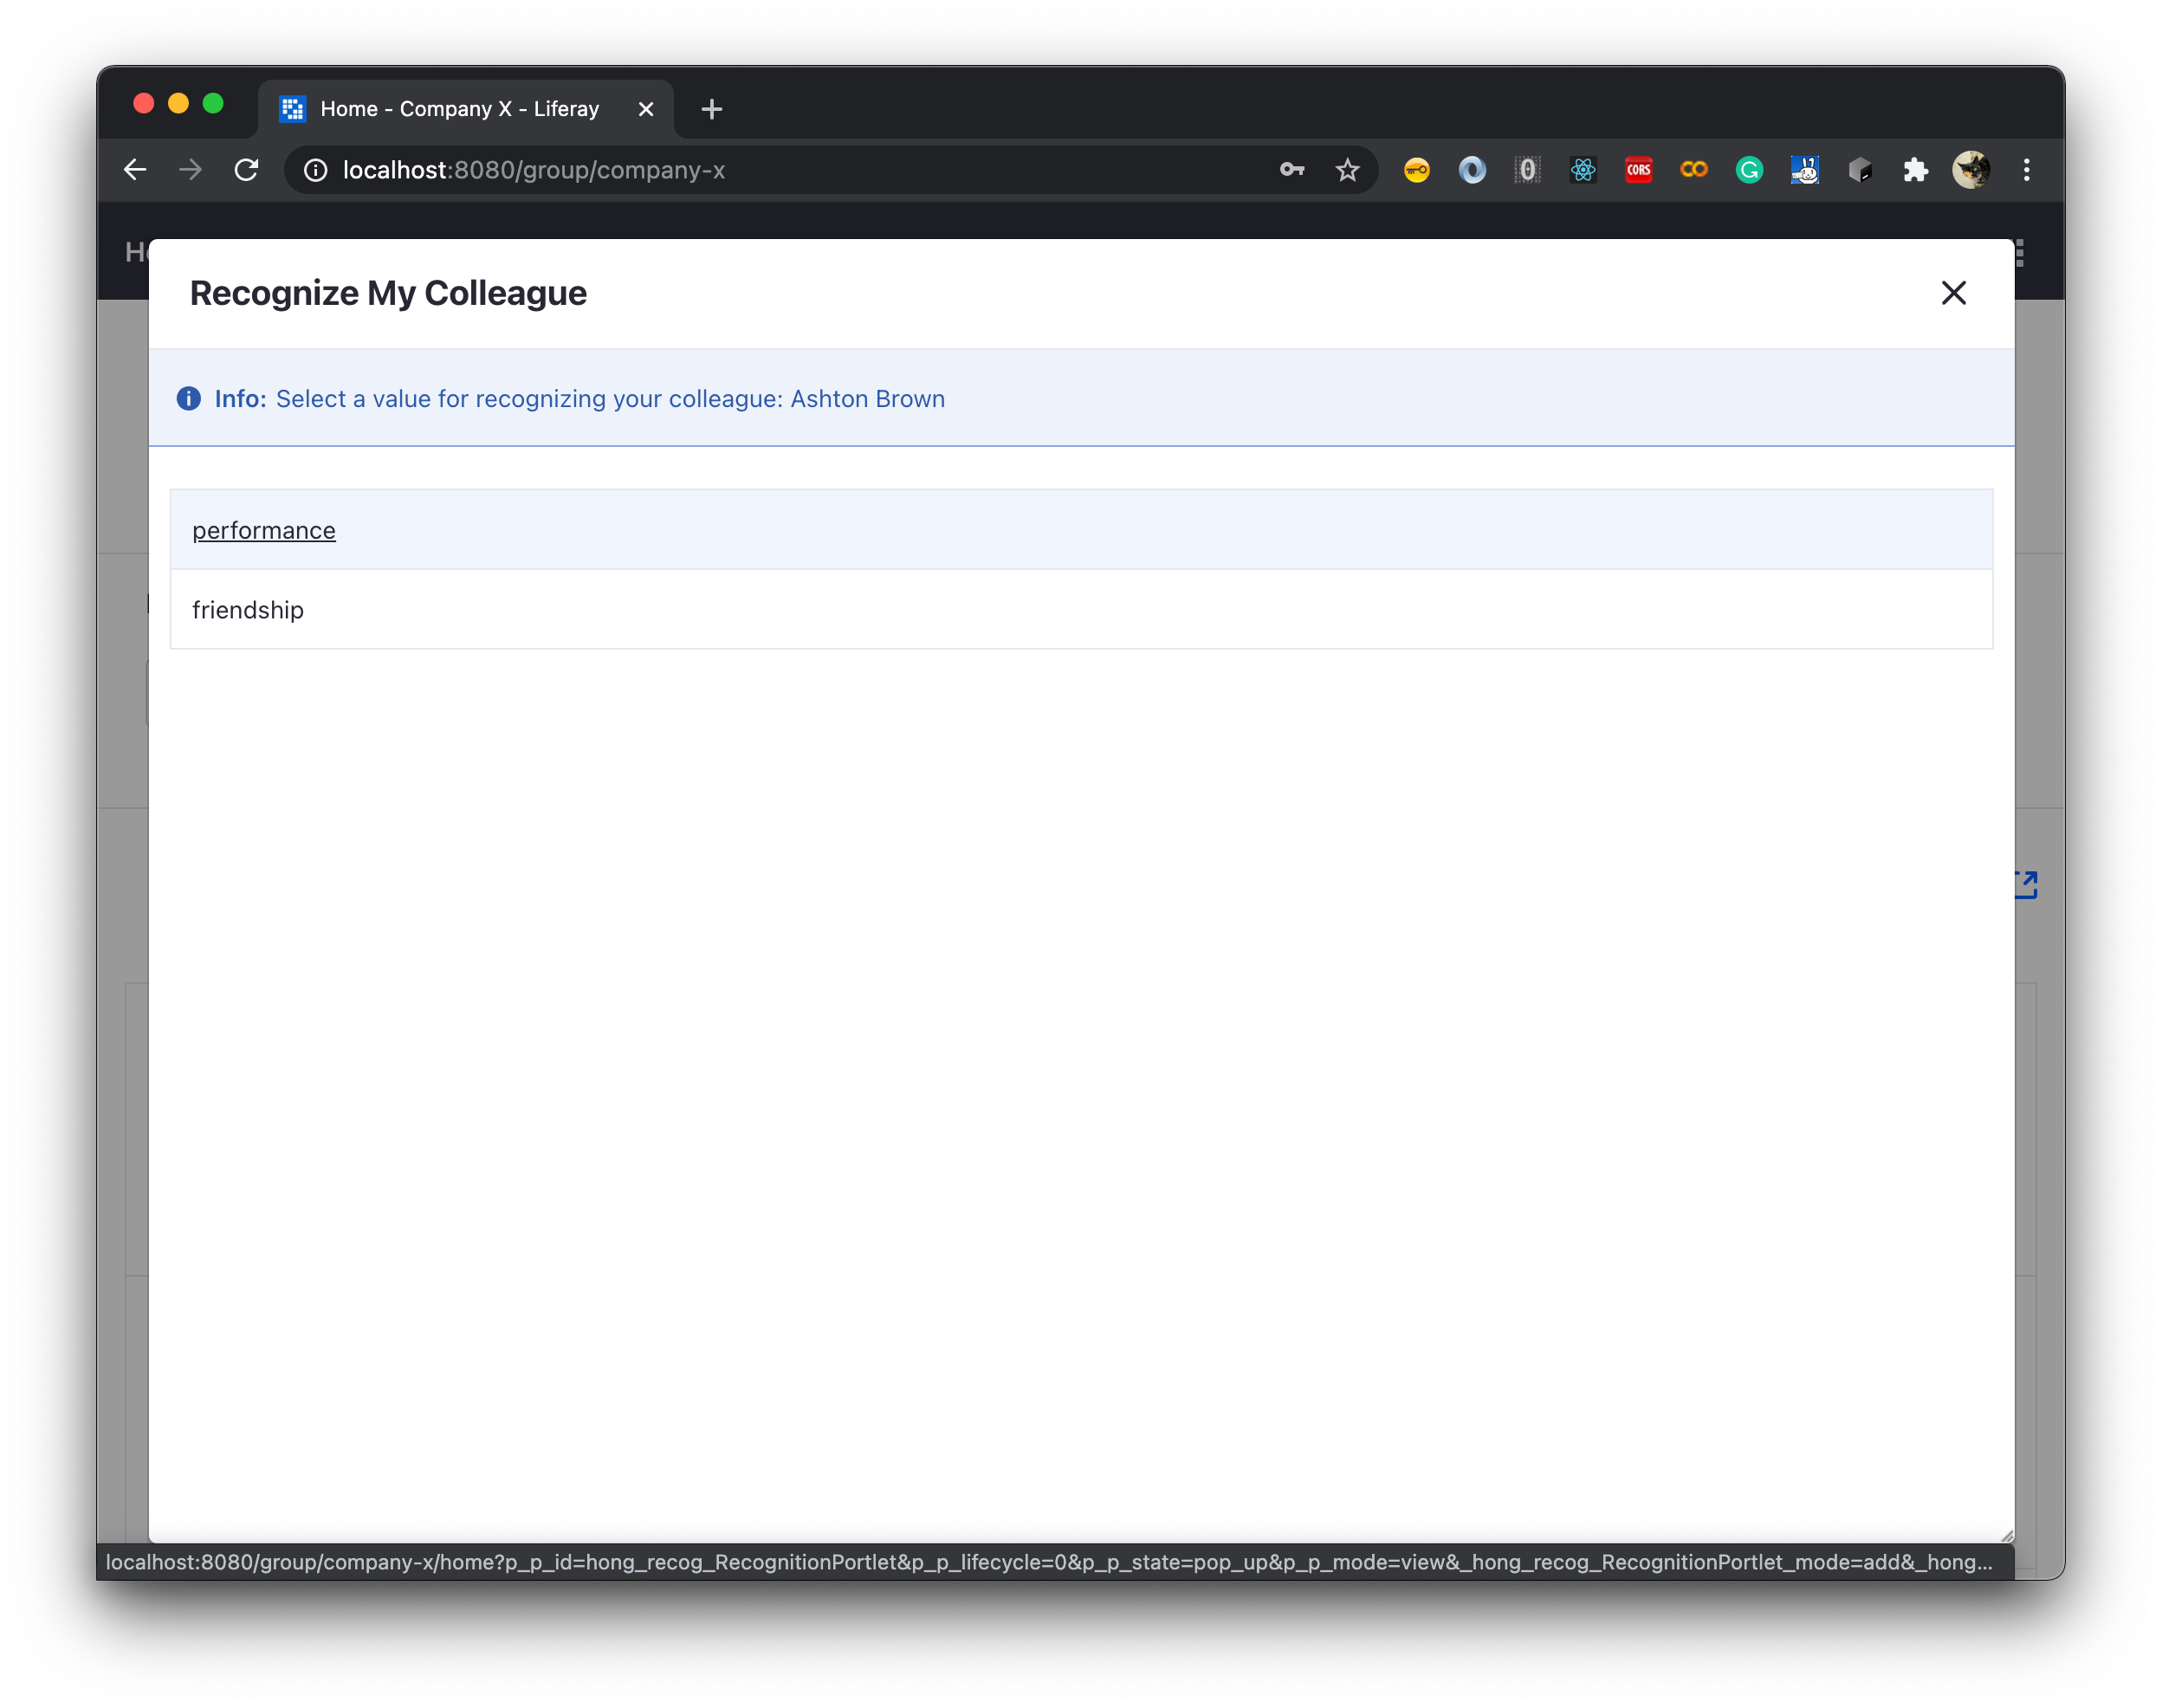 Home - Company X - Liferay
localhost:8080/group/company-x
CORS
Recognize My Colleague
Info: Select a value for recognizing your colleague: Ashton Brown
performance
friendship
localhost:8080/group/company-x/home?p_p_id=hong_recog_RecognitionPortlet&p_p_lifecycle=0&p_p_state=pop_up&p_p_mode=view&_hong_recog_RecognitionPortlet_mode=add&_hong...